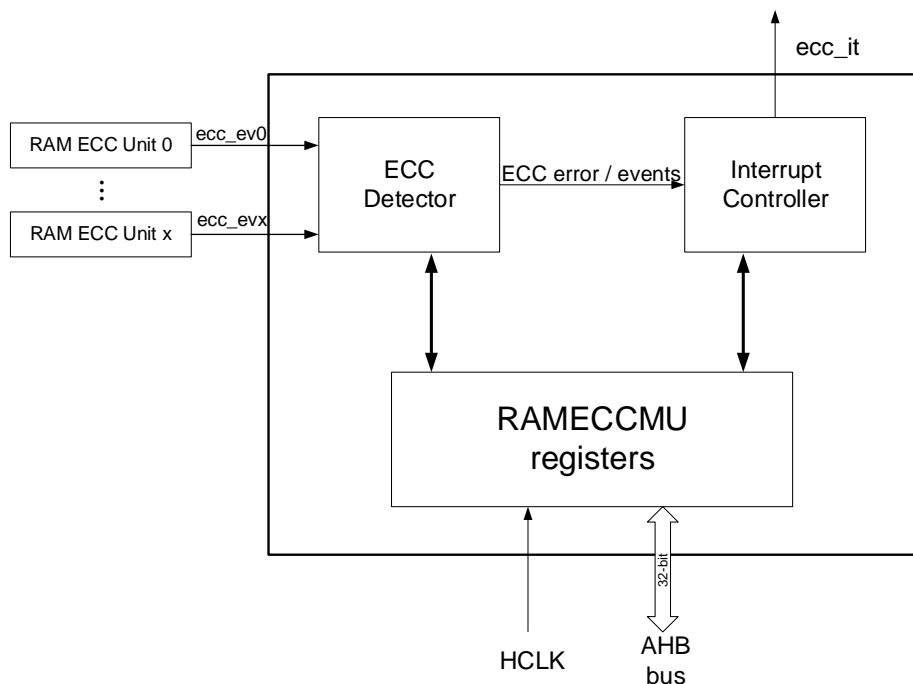 ecc_it
RAM ECC Unit 0
ecc_ev0
ECC
Detector
ECC error / events
Interrupt
Controller
RAM ECC Unit x
ecc_evx
RAMECCMU
registers
32-bit
HCLK
AHB
bus